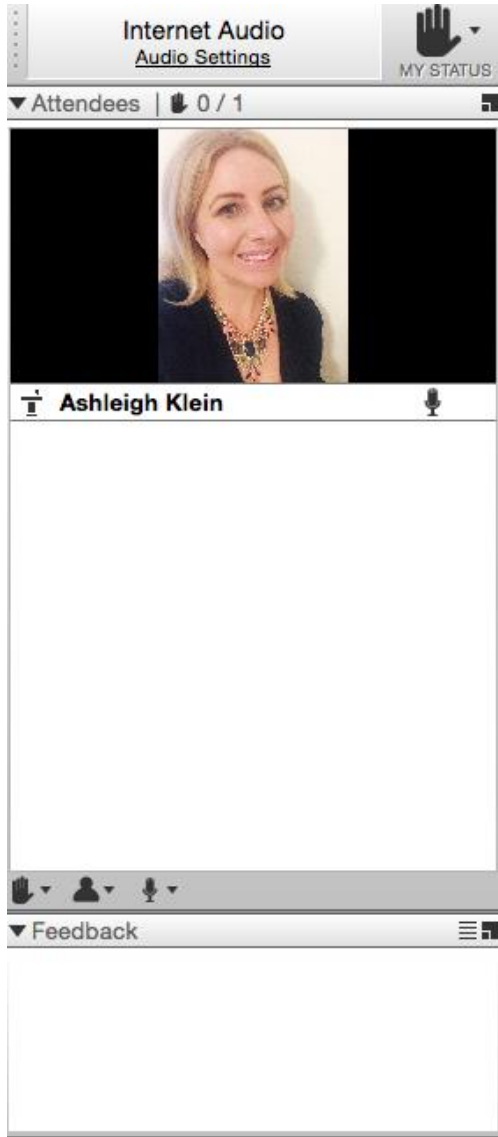 Internet Audio
Audio Settings
MY STATUS
Attendees | 0 / 1
Ashleigh Klein
Feedback